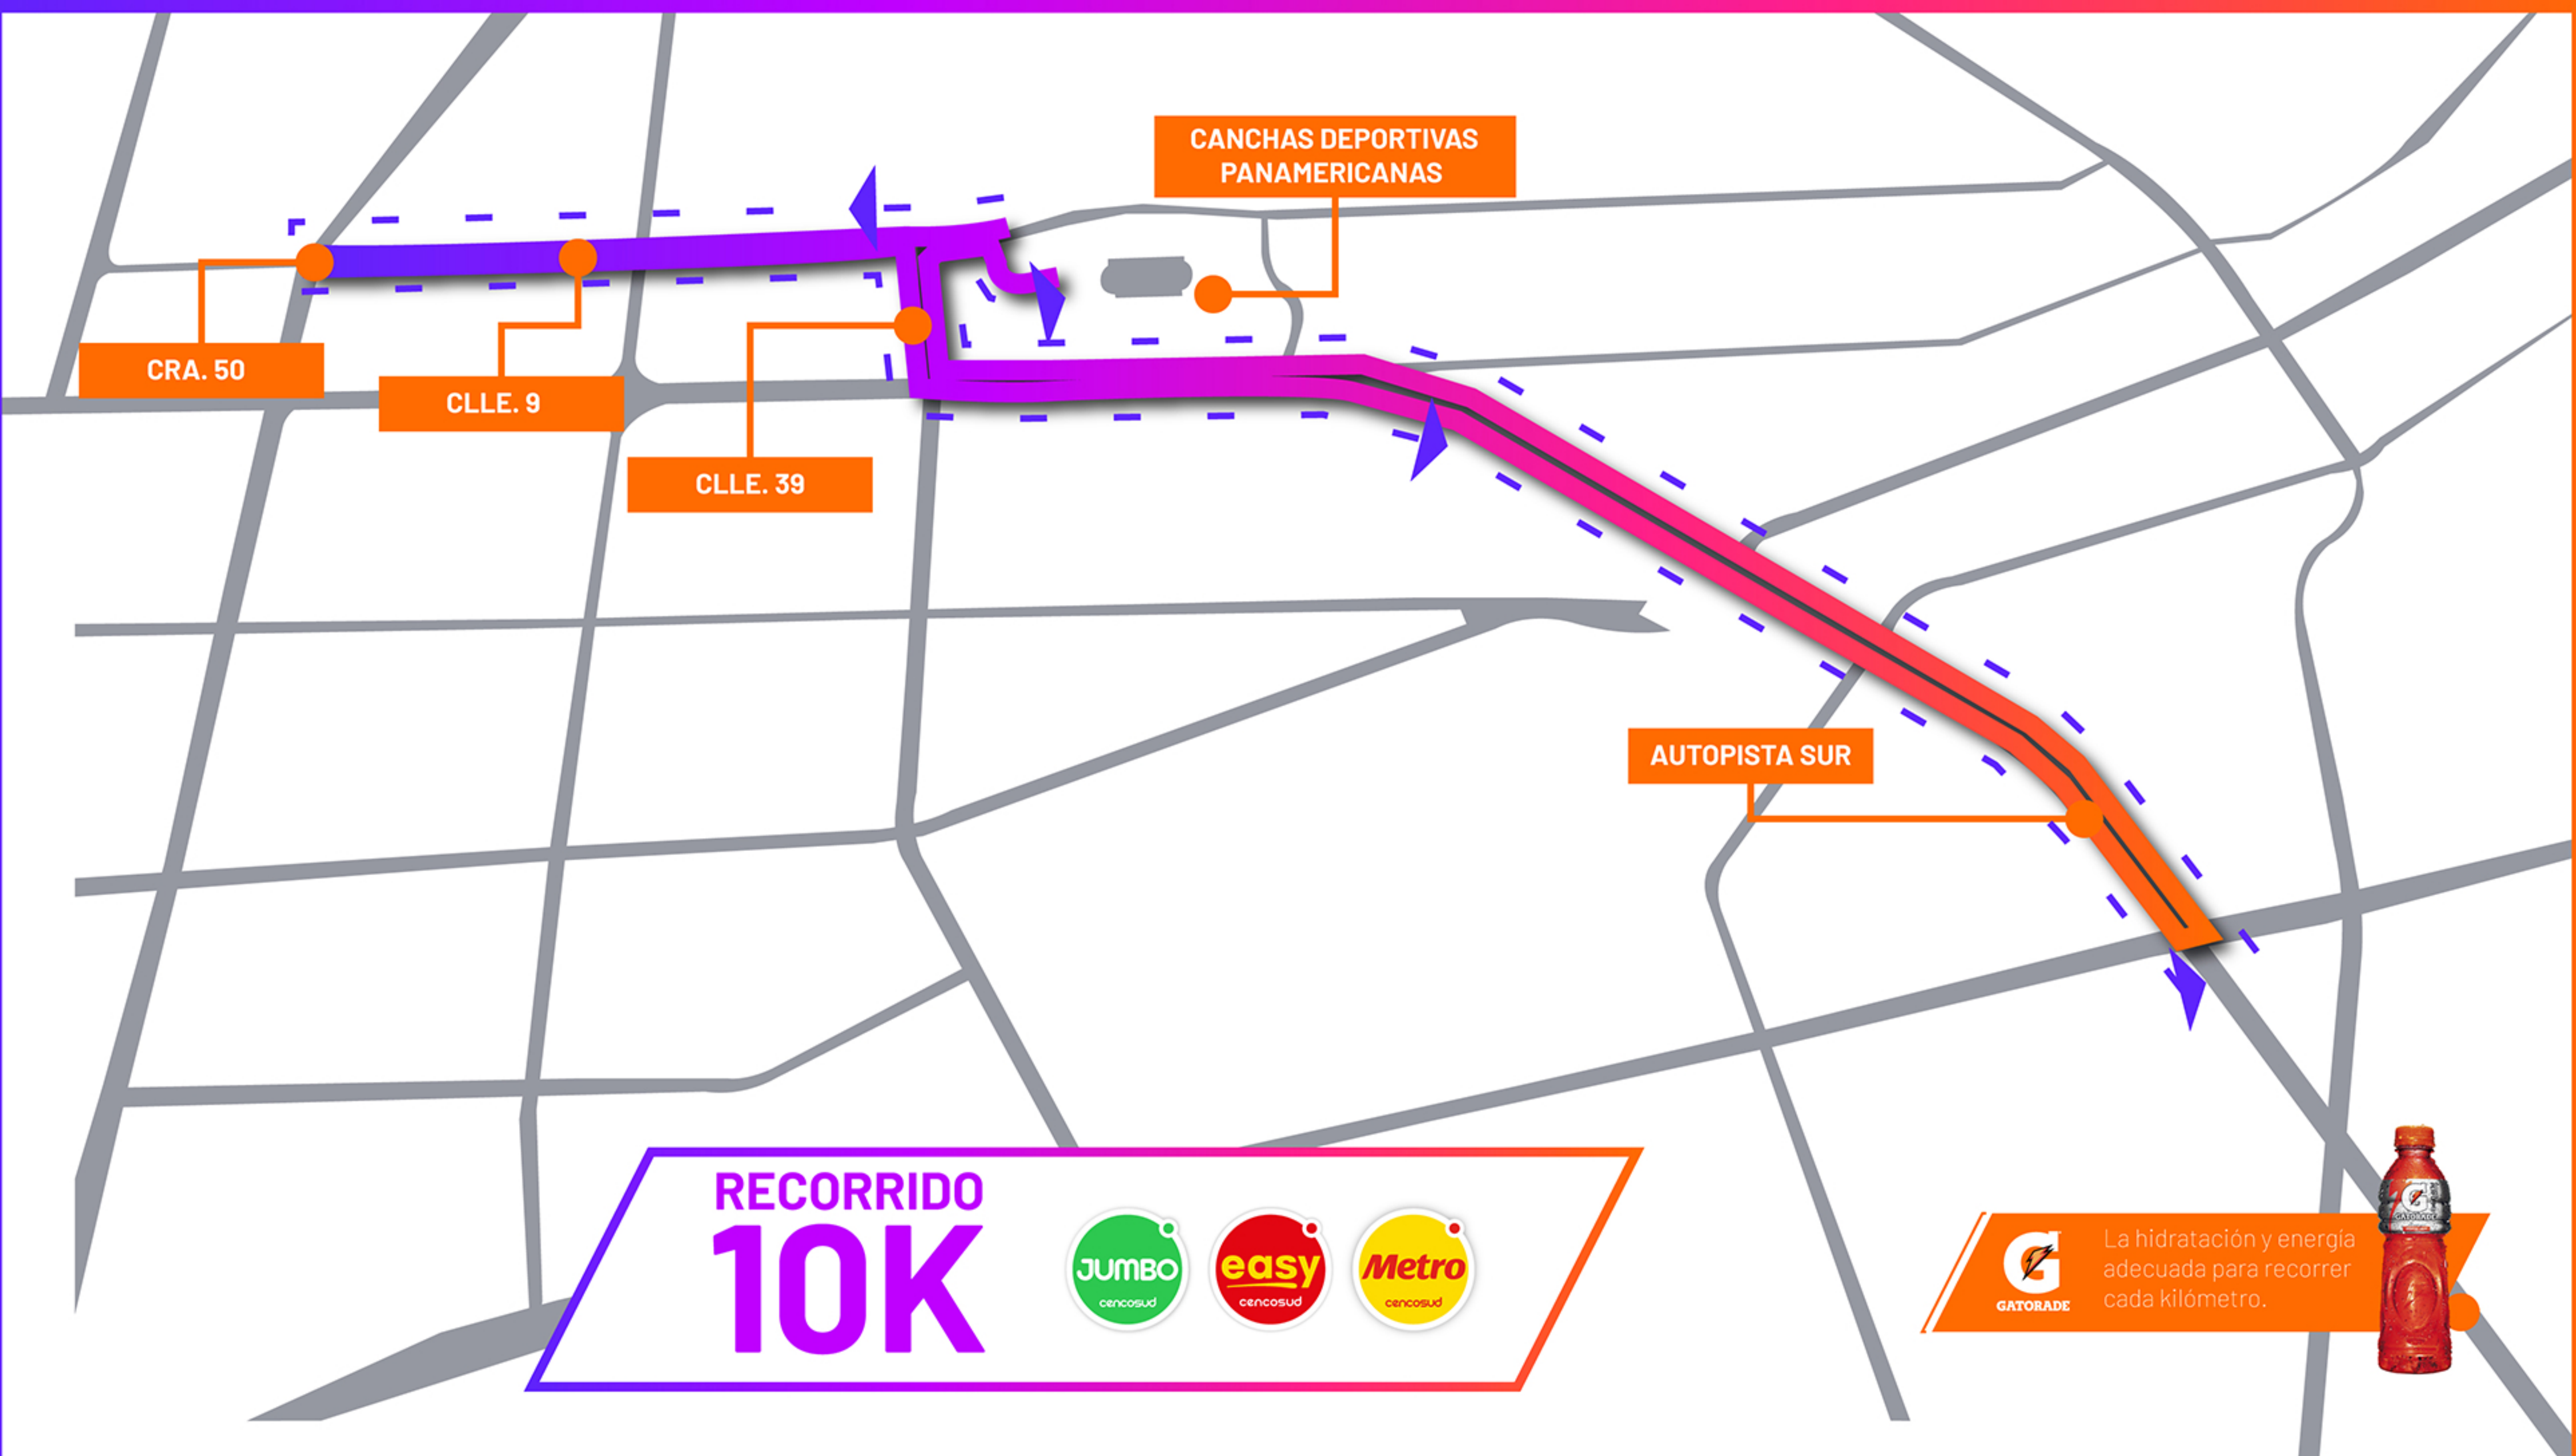 CANCHAS DEPORTIVAS
PANAMERICANAS
CRA. 50
CLLE. 9
CLLE. 39
AUTOPISTA SUR
RECORRIDO
10K
JUMBO
cencosud
easy
cencosud
Metro
cencosud
G
GATORADE
La hidratación y energía
adecuada para recorrer
cada kilómetro.
G
GATORADE